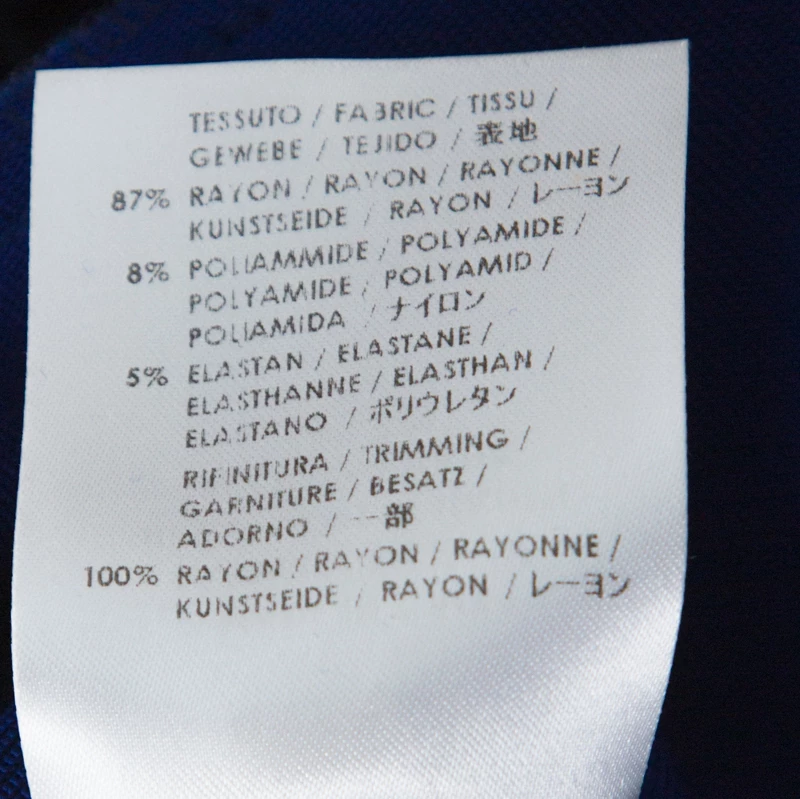 TESSUTO / FABRIC / TISSU /
GEWEBE / TEJIDO / 表地
87% RAYON / RAYON / RAYONNE /
KUNSTSEIDE / RAYON / レーヨン
8% POLIAMMIDE / POLYAMIDE /
POLYAMIDE / POLYAMID /
POLIAMIDA / ナイロン
5% ELASTAN / ELASTANE /
ELASTHANNE / ELASTHAN /
ELASTANO / ポリウレタン
RIFINITURA / TRIMMING /
GARNITURE / BESATZ /
ADORNO / 一部
100% RAYON / RAYON / RAYONNE /
KUNSTSEIDE / RAYON / レーヨン